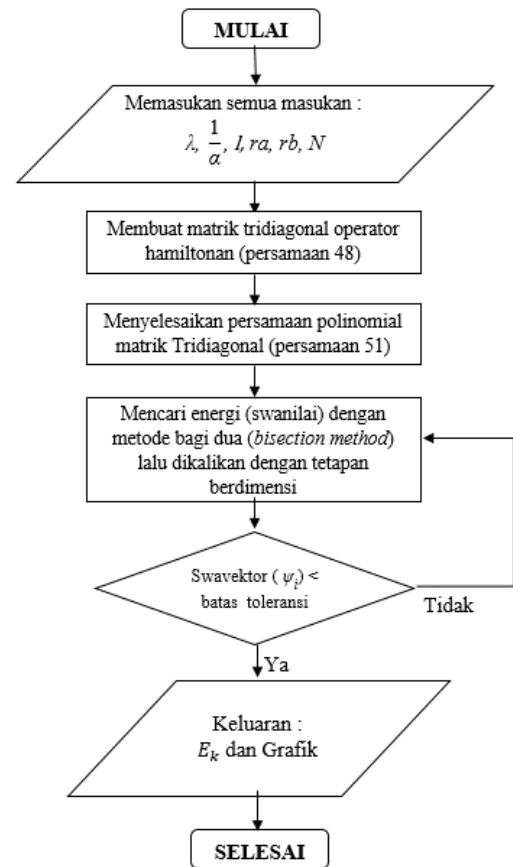 MULAI
Memasukan semua masukan :
λ, 1/α, l, ra, rb, N
Membuat matrik tridiagonal operator
hamiltonan (persamaan 48)
Menyelesaikan persamaan polinomial
matrik Tridiagonal (persamaan 51)
Mencari energi (swanilai) dengan
metode bagi dua (bisection method)
lalu dikalikan dengan tetapan
berdimensi
Swavektor ( ψᵢ) <
batas toleransi
Tidak
Ya
Keluaran :
Eₖ dan Grafik
SELESAI